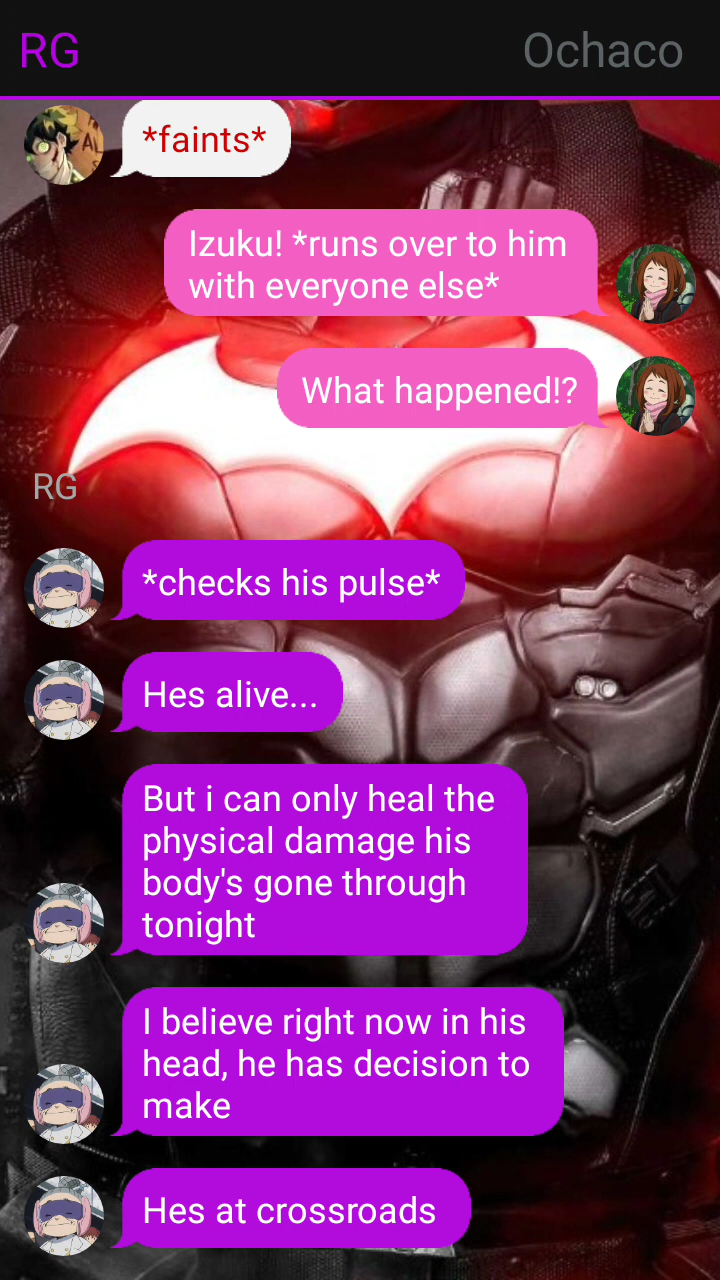 RG
Ochaco
*faints*
Izuku! *runs over to him
with everyone else*
What happened!?
RG
*checks his pulse*
Hes alive...
But i can only heal the
physical damage his
body's gone through
tonight
I believe right now in his
head, he has decision to
make
Hes at crossroads